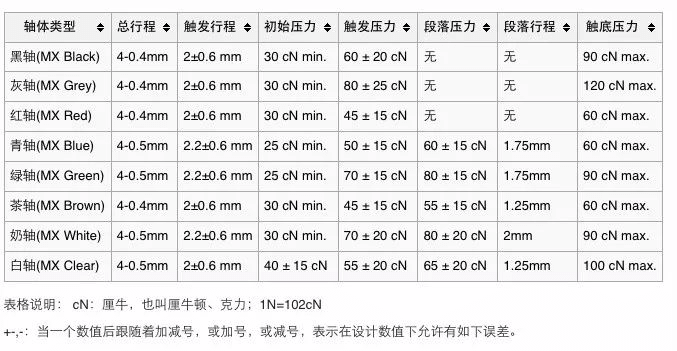 轴体类型 总行程 触发行程 初始压力 触发压力 段落压力 段落行程 触底压力
黑轴(MX Black) 4-0.4mm 2±0.6 mm 30 cN min. 60 ± 20 cN 无 无 90 cN max.
灰轴(MX Grey) 4-0.4mm 2±0.6 mm 30 cN min. 80 ± 25 cN 无 无 120 cN max.
红轴(MX Red) 4-0.4mm 2±0.6 mm 30 cN min. 45 ± 15 cN 无 无 60 cN max.
青轴(MX Blue) 4-0.5mm 2.2±0.6 mm 25 cN min. 50 ± 15 cN 60 ± 15 cN 1.75mm 60 cN max.
绿轴(MX Green) 4-0.5mm 2.2±0.6 mm 25 cN min. 70 ± 15 cN 80 ± 15 cN 1.75mm 90 cN max.
茶轴(MX Brown) 4-0.4mm 2±0.6 mm 30 cN min. 45 ± 15 cN 55 ± 15 cN 1.25mm 60 cN max.
奶轴(MX White) 4-0.5mm 2.2±0.6 mm 30 cN min. 70 ± 20 cN 80 ± 20 cN 2mm 90 cN max.
白轴(MX Clear) 4-0.5mm 2±0.6 mm 40 ± 15 cN 55 ± 20 cN 65 ± 20 cN 1.25mm 100 cN max.
表格说明： cN：厘牛，也叫厘牛顿、克力；1N=102cN
+-,-：当一个数值后跟随着加减号，或加号，或减号，表示在设计数值下允许有如下误差。